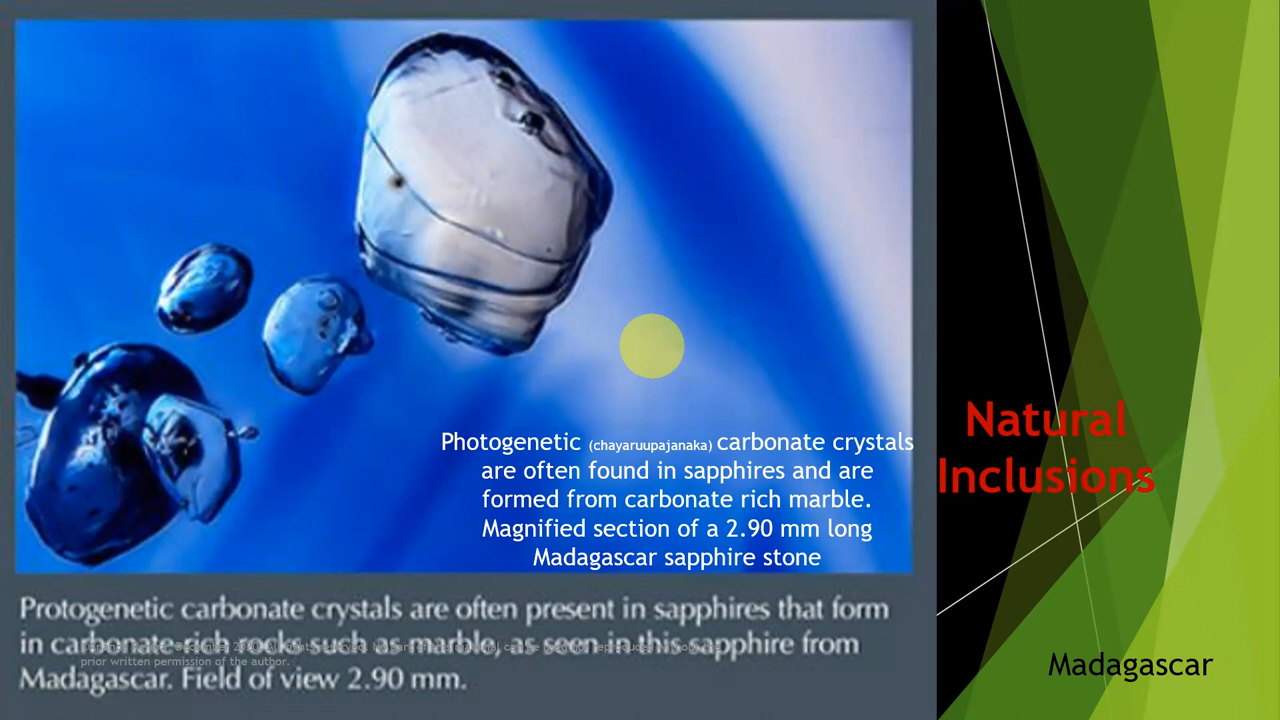 Photogenetic (chayaruupajanaka) carbonate crystals
are often found in sapphires and are
formed from carbonate rich marble.
Magnified section of a 2.90 mm long
Madagascar sapphire stone
Protogenetic carbonate crystals are often present in sapphires that form
in carbonate-rich rocks such as marble, as seen in this sapphire from
Madagascar. Field of view 2.90 mm.
prior written permission of the author.
Natural
Inclusions
Madagascar